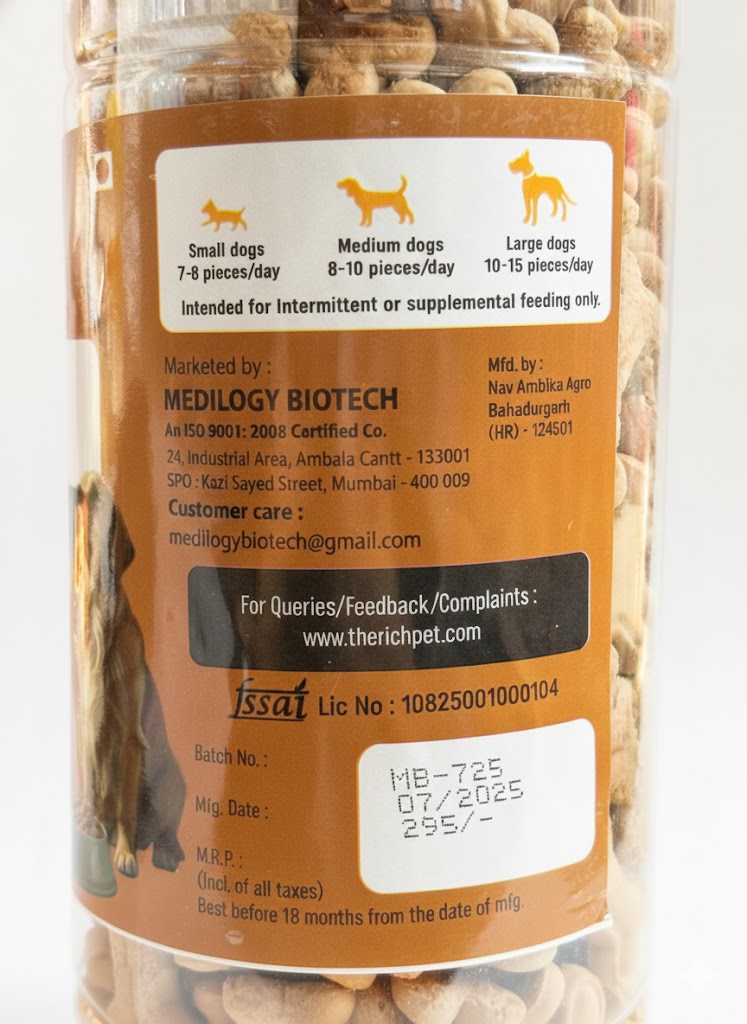 Small dogs
7-8 pieces/day
Medium dogs
8-10 pieces/day
Large dogs
10-15 pieces/day
Intended for Intermittent or supplemental feeding only.
Marketed by :
MEDILOGY BIOTECH
An ISO 9001: 2008 Cartified Co.
24, Industrial Area, Ambala Cantt - 133001
SPO : Kazi Sayed Street, Mumbai - 400 009
Customer care :
medilogybiotech@gmail.com
Mfd. by :
Nav Ambika Agro
Bahadurgarh
(HR) - 124501
For Queries/Feedback/Complaints :
www.therichpet.com
fssai Lic No : 10825001000104
Batch No. :
MB-725
Mfg. Date :
07/2025
M.R.P. :
295/-
(Incl. of all taxes)
Best before 18 months from the date of mfg.